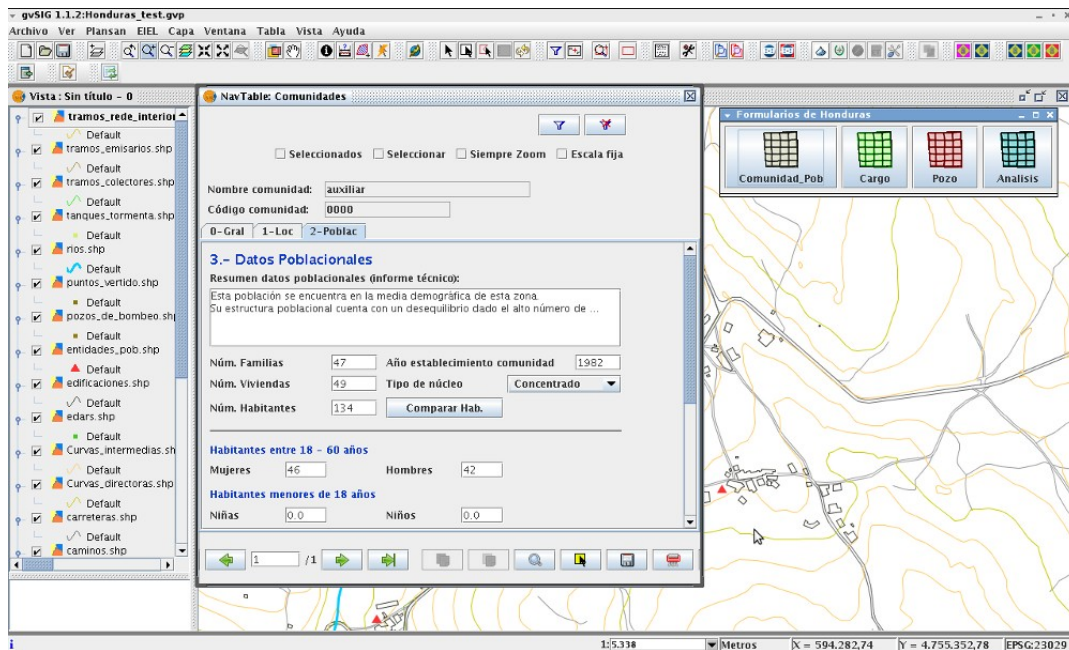 gvSIG 1.1.2:Honduras_test.gvp
Archivo Ver Plansan EIEL Capa Ventana Tabla Vista Ayuda
Vista : Sin título - 0
tramos_rede_interior
Default
tramos_emisarios.shp
Default
tramos_colectores.shp
Default
tanques_tormenta.shp
Default
rios.shp
Default
puntos_vertido.shp
Default
pozos_de_bombeo.shp
Default
entidades_pob.shp
Default
edificaciones.shp
Default
edars.shp
Default
Curvas_intermedias.sh
Default
Curvas_directoras.shp
Default
carreteras.shp
Default
caminos.shp
NavTable: Comunidades
Seleccionados Seleccionar Siempre Zoom Escala fija
Nombre comunidad: auxiliar
Código comunidad: 0000
0-Gral 1-Loc 2-Poblac
3.- Datos Poblacionales
Resumen datos poblacionales (informe técnico):
Esta población se encuentra en la media demográfica de esta zona.
Su estructura poblacional cuenta con un desequilibrio dado el alto número de ...
Núm. Familias 47 Año establecimiento comunidad 1982
Núm. Viviendas 49 Tipo de núcleo Concentrado
Núm. Habitantes 134 Comparar Hab.
Habitantes entre 18 - 60 años
Mujeres 46 Hombres 42
Habitantes menores de 18 años
Niñas 0.0 Niños 0.0
1 /1
Formularios de Honduras
Comunidad_Pob Cargo Pozo Analisis
1:5.338 Metros X = 594.282,74 Y = 4.755.352,78 EPSG:23029